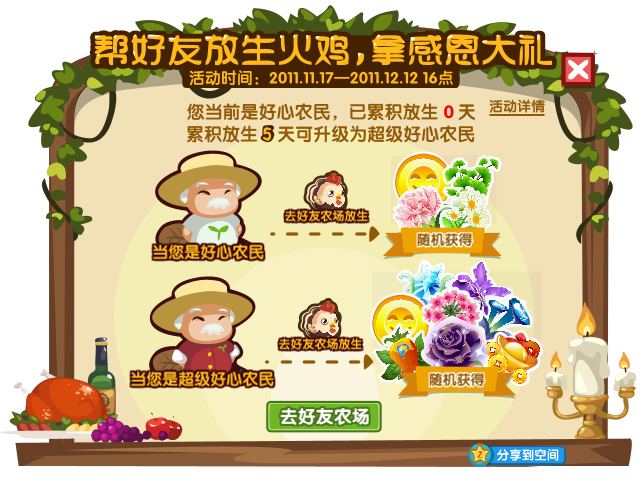 帮好友放生火鸡,拿感恩大礼
活动时间：2011.11.17—2011.12.12 16点
您当前是好心农民，已累积放生 0 天
活动详情
累积放生 5 天可升级为超级好心农民
去好友农场放生
随机获得
当您是好心农民
去好友农场放生
当您是超级好心农民
随机获得
去好友农场
2 分享到空间